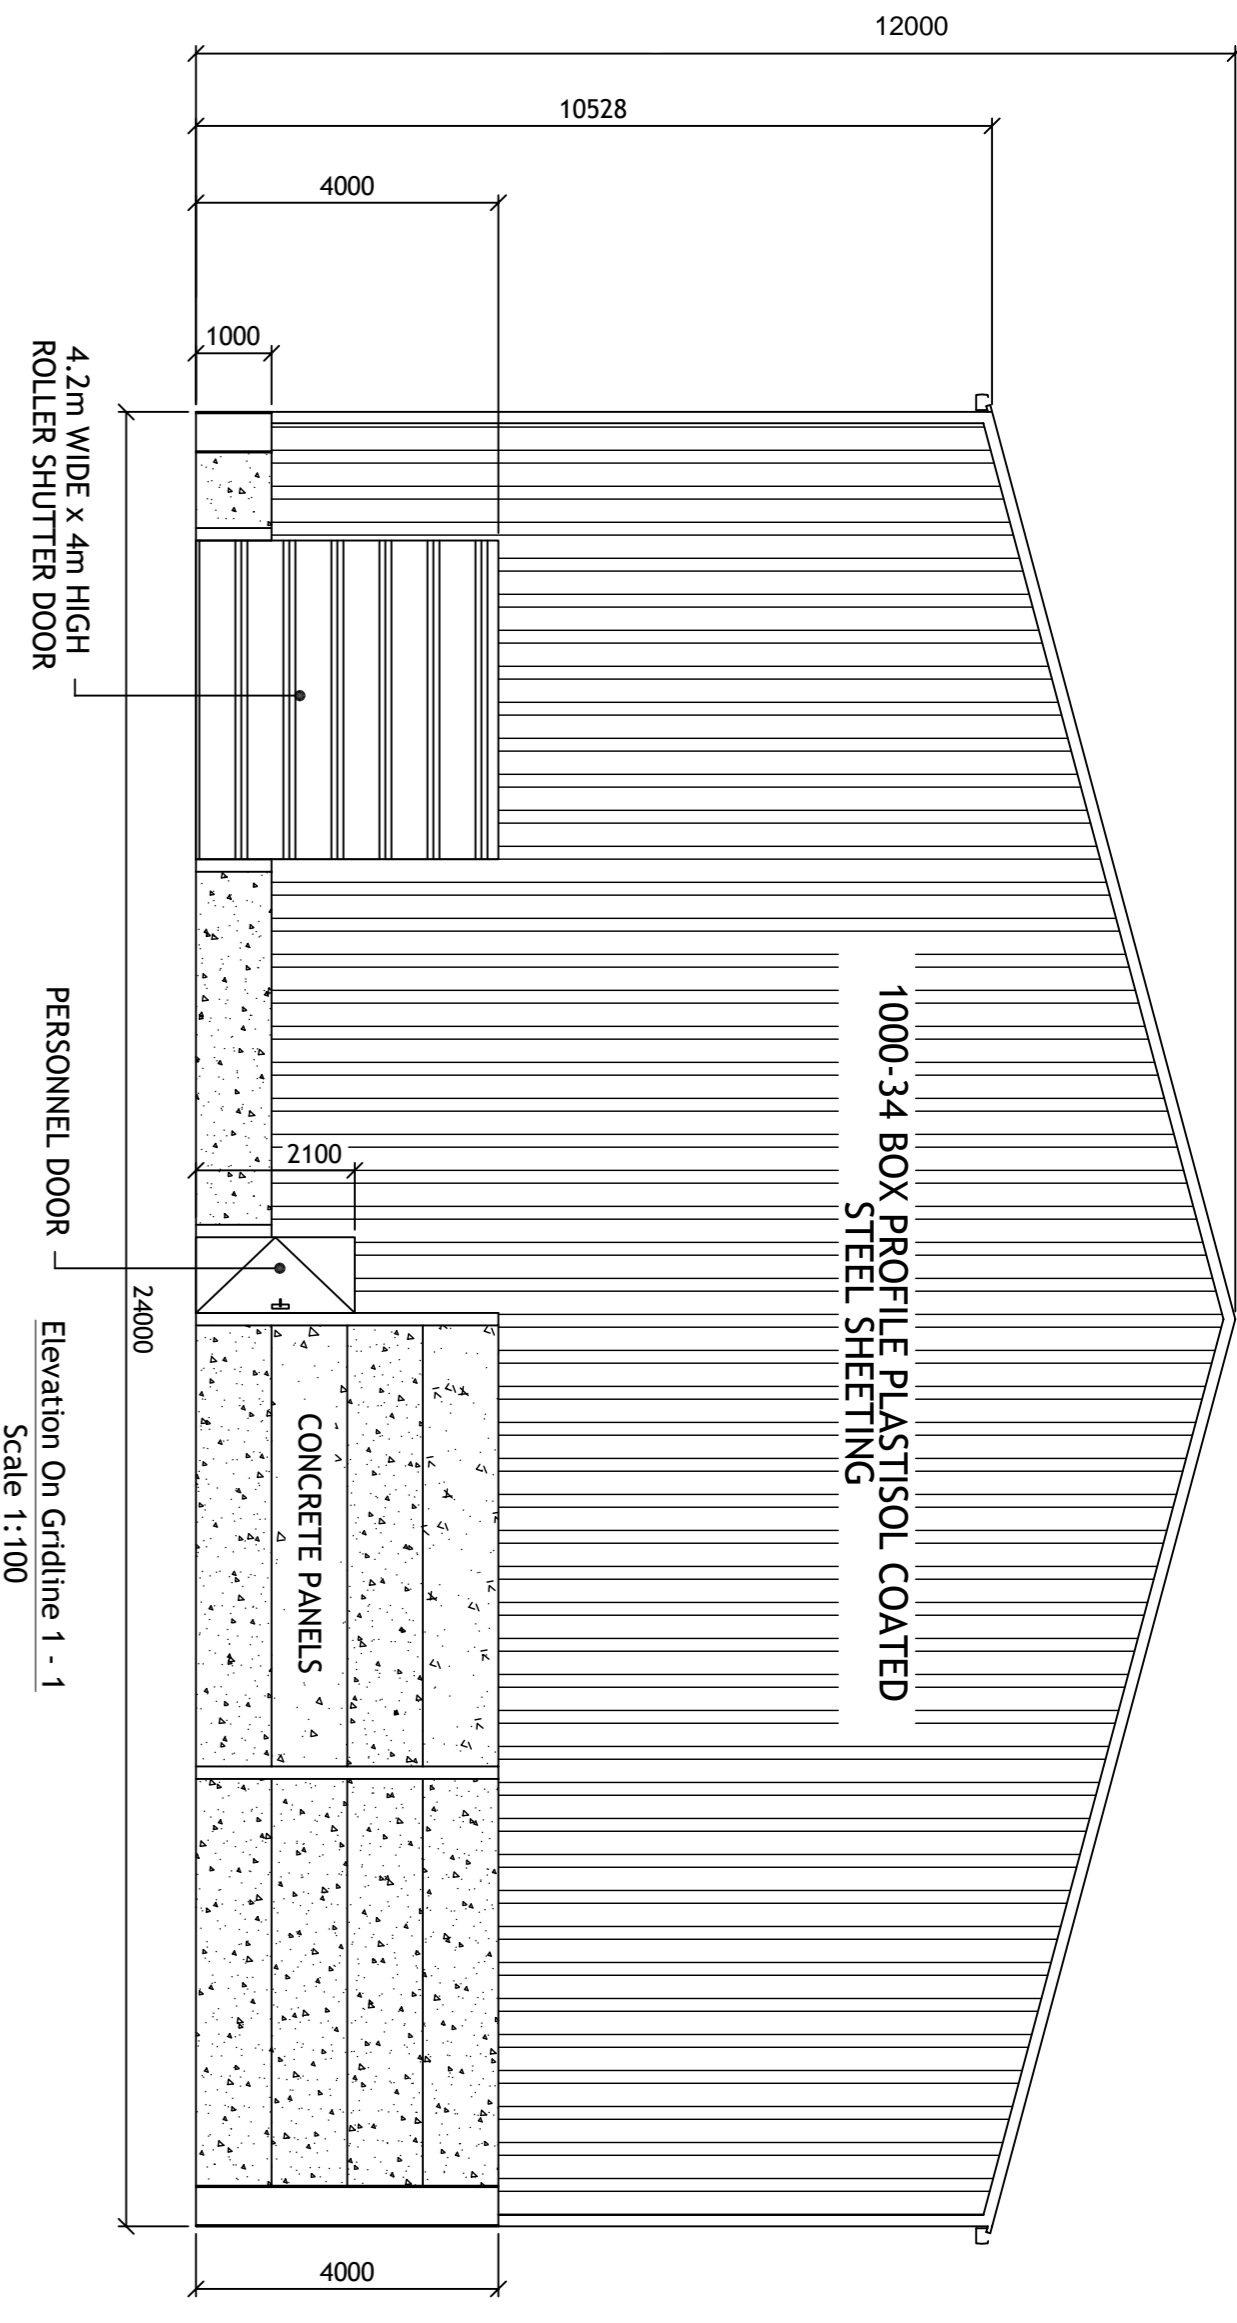 12000
10528
4000
1000
4.2m WIDE x 4m HIGH
ROLLER SHUTTER DOOR
1000-34 BOX PROFILE PLASTISOL COATED
STEEL SHEETING
2100
PERSONNEL DOOR
CONCRETE PANELS
24000
4000
Elevation On Gridline 1 - 1
Scale 1:100